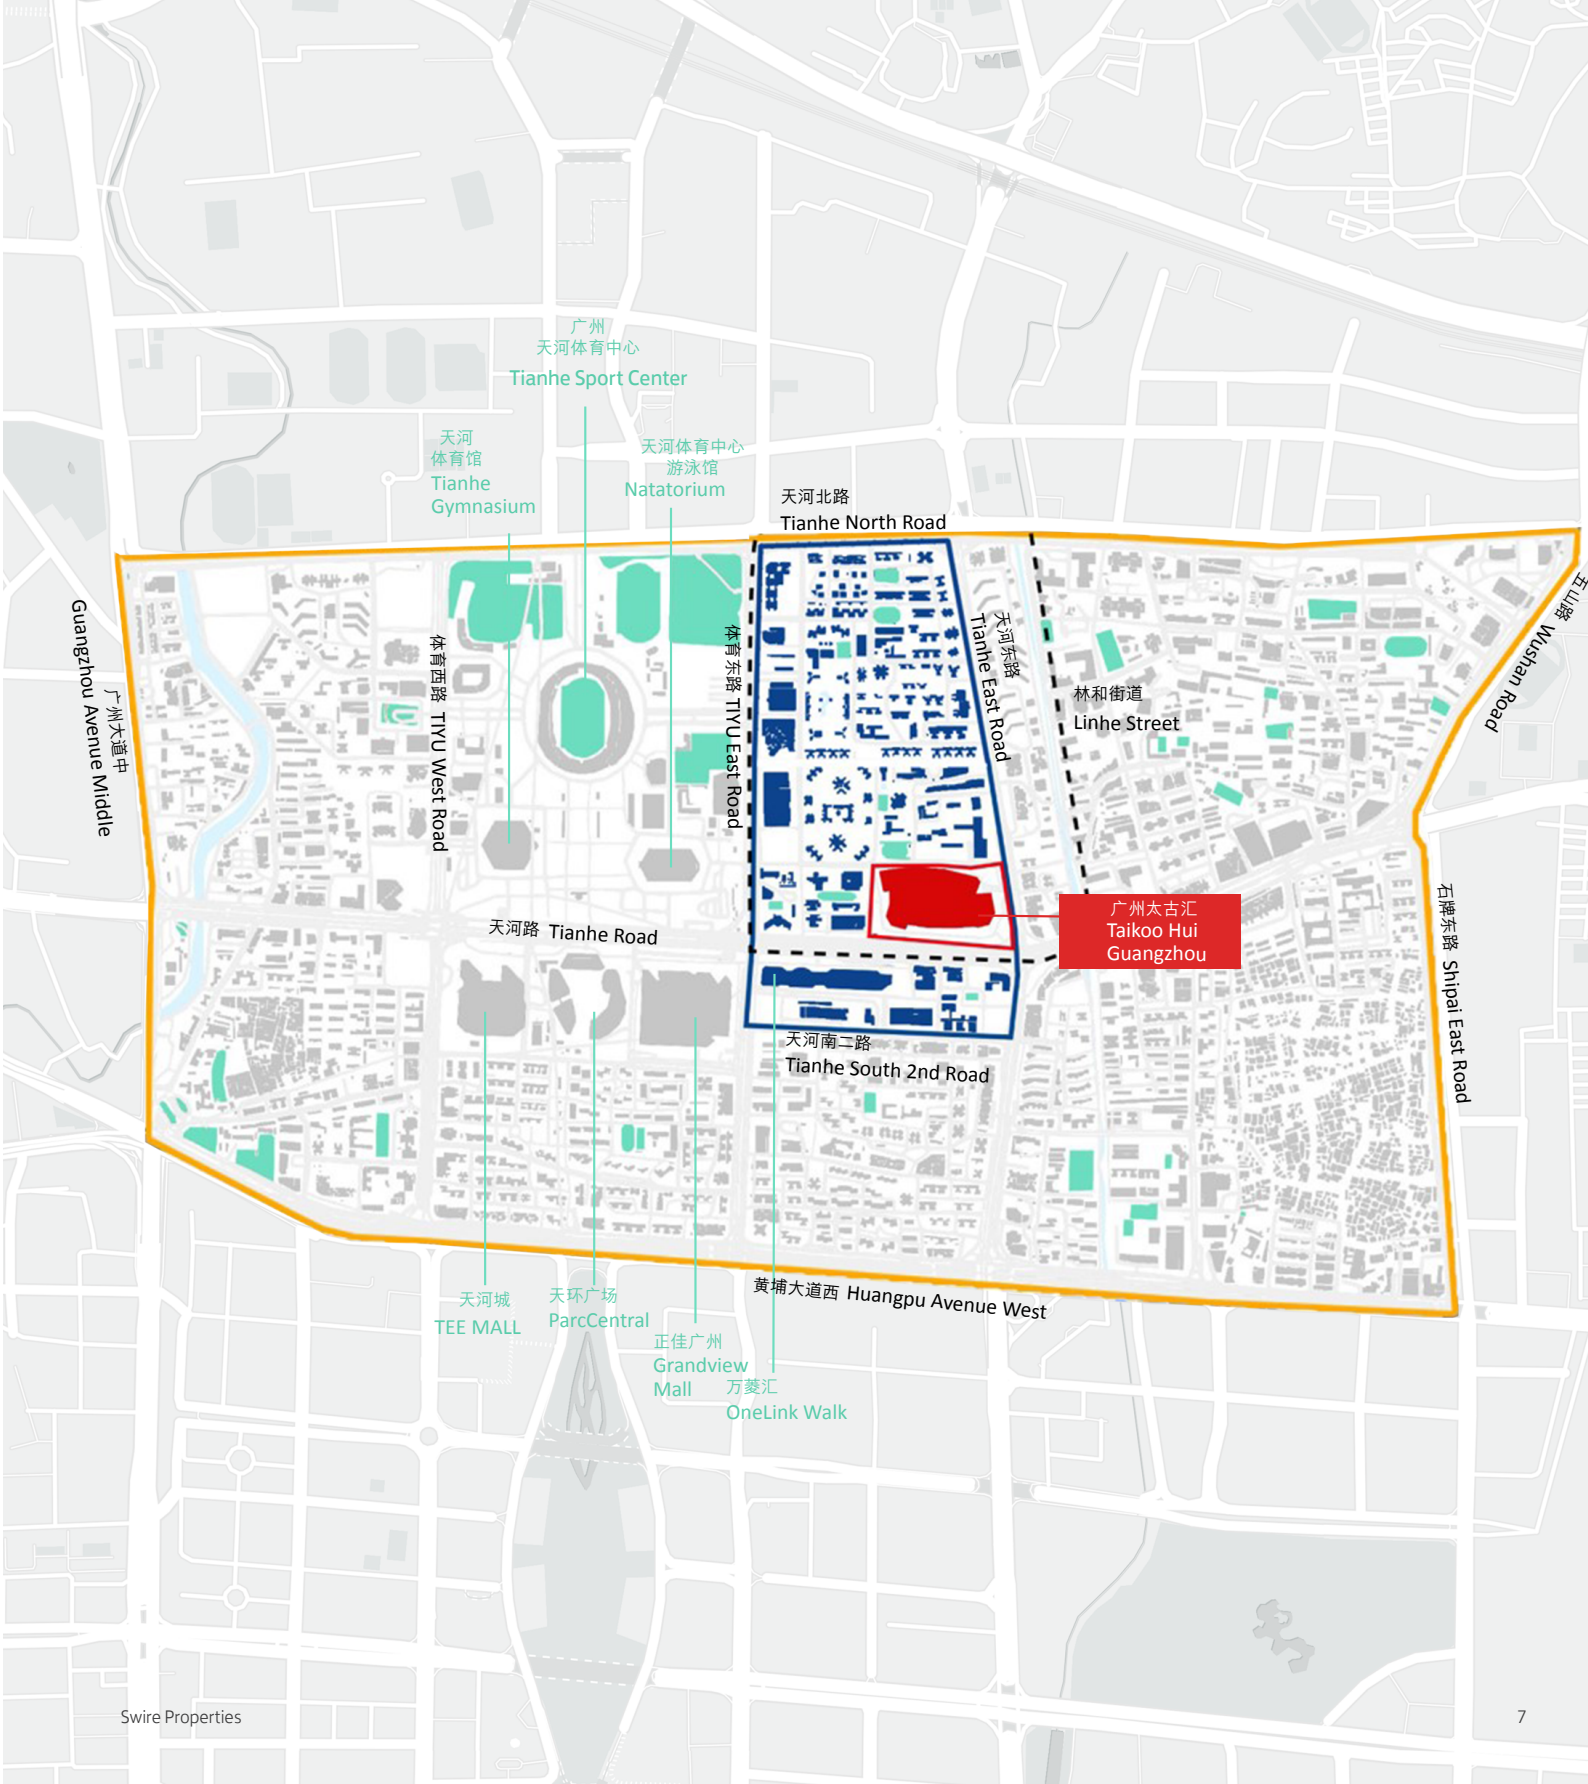 广州
天河体育中心
Tianhe Sport Center
天河
体育馆
Tianhe
Gymnasium
天河体育中心
游泳馆
Natatorium
天河北路
Tianhe North Road
广州大道中
Guangzhou Avenue Middle
体育西路 TIYU West Road
体育东路 TIYU East Road
天河东路
Tianhe East Road
林和街道
Linhe Street
五山路 Wushan Road
天河路 Tianhe Road
广州太古汇
Taikoo Hui
Guangzhou
石牌东路 Shipai East Road
天河南二路
Tianhe South 2nd Road
黄埔大道西 Huangpu Avenue West
天河城
TEE MALL
天环广场
ParcCentral
正佳广州
Grandview
Mall
万菱汇
OneLink Walk
Swire Properties
7